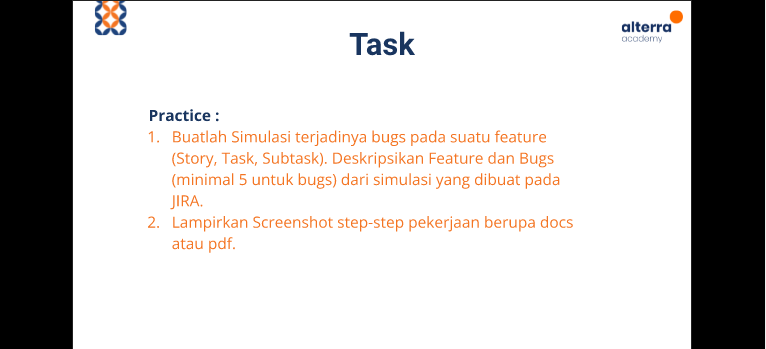 alterra
academy
Task
Practice :
1. Buatlah Simulasi terjadinya bugs pada suatu feature
(Story, Task, Subtask). Deskripsikan Feature dan Bugs
(minimal 5 untuk bugs) dari simulasi yang dibuat pada
JIRA.
2. Lampirkan Screenshot step-step pekerjaan berupa docs
atau pdf.